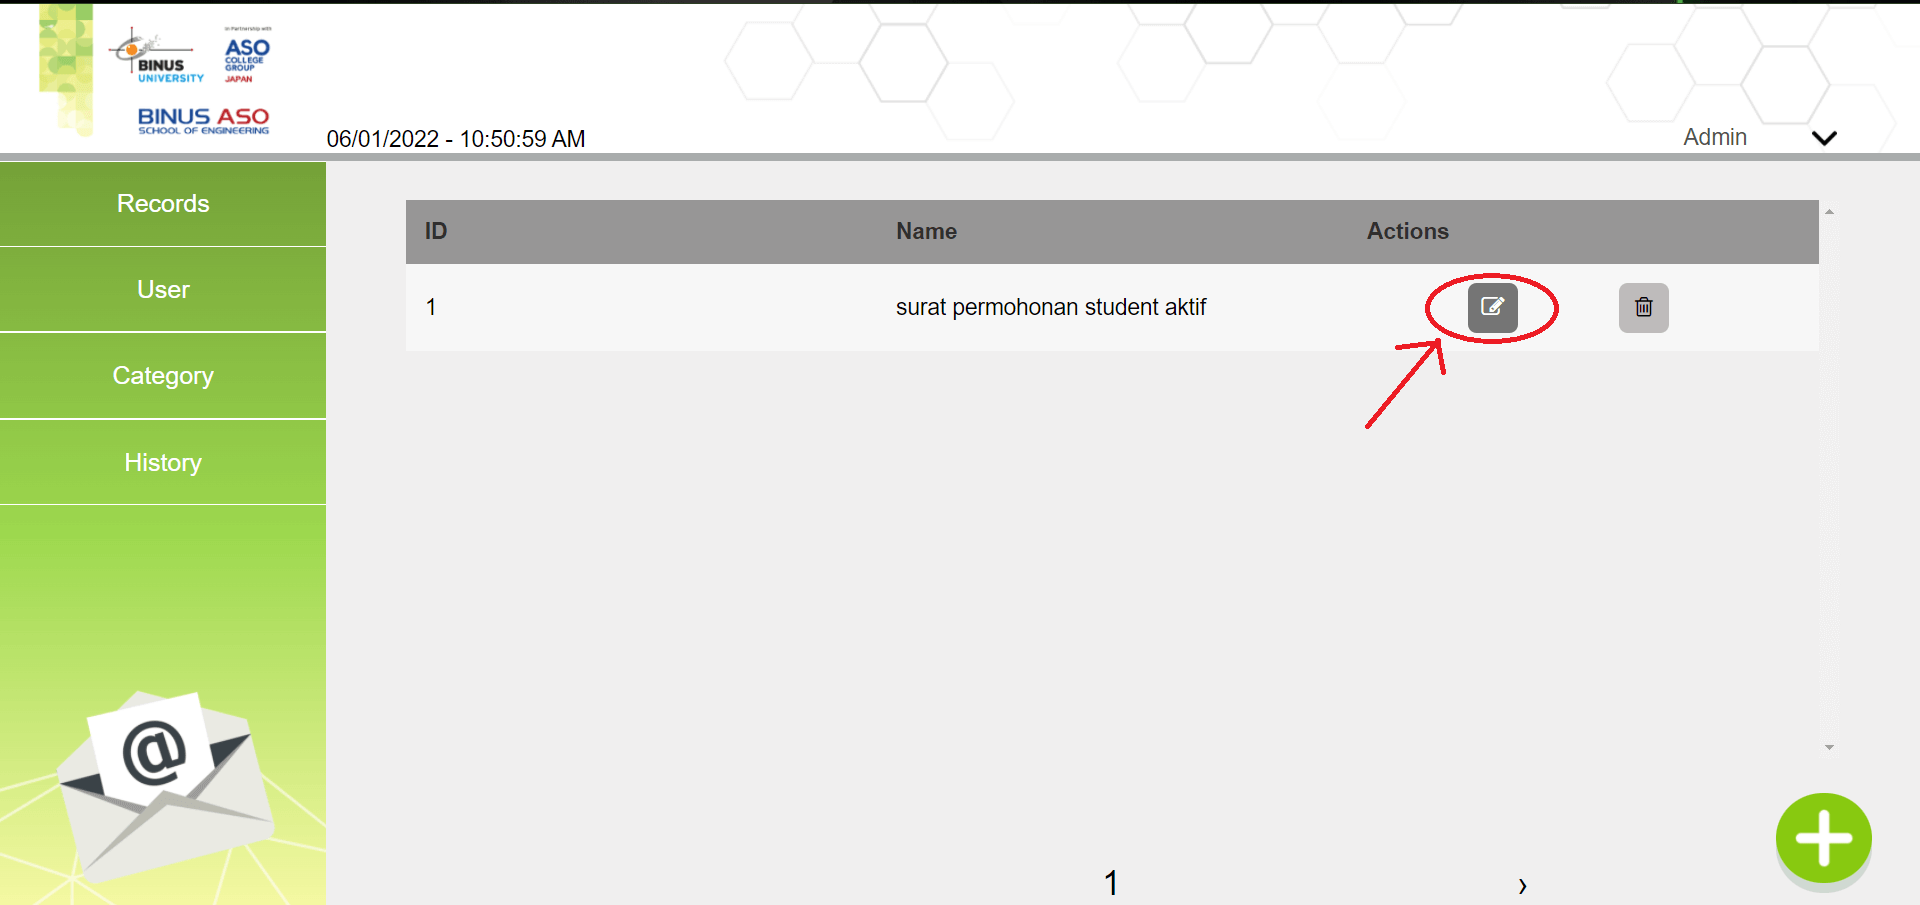 In Partnership with
BINUS
UNIVERSITY
ASO
COLLEGE
GROUP
JAPAN
BINUS ASO
SCHOOL OF ENGINEERING
06/01/2022 - 10:50:59 AM
Admin
Records
User
Category
History
ID Name Actions
1 surat permohonan student aktif
@
1 ›